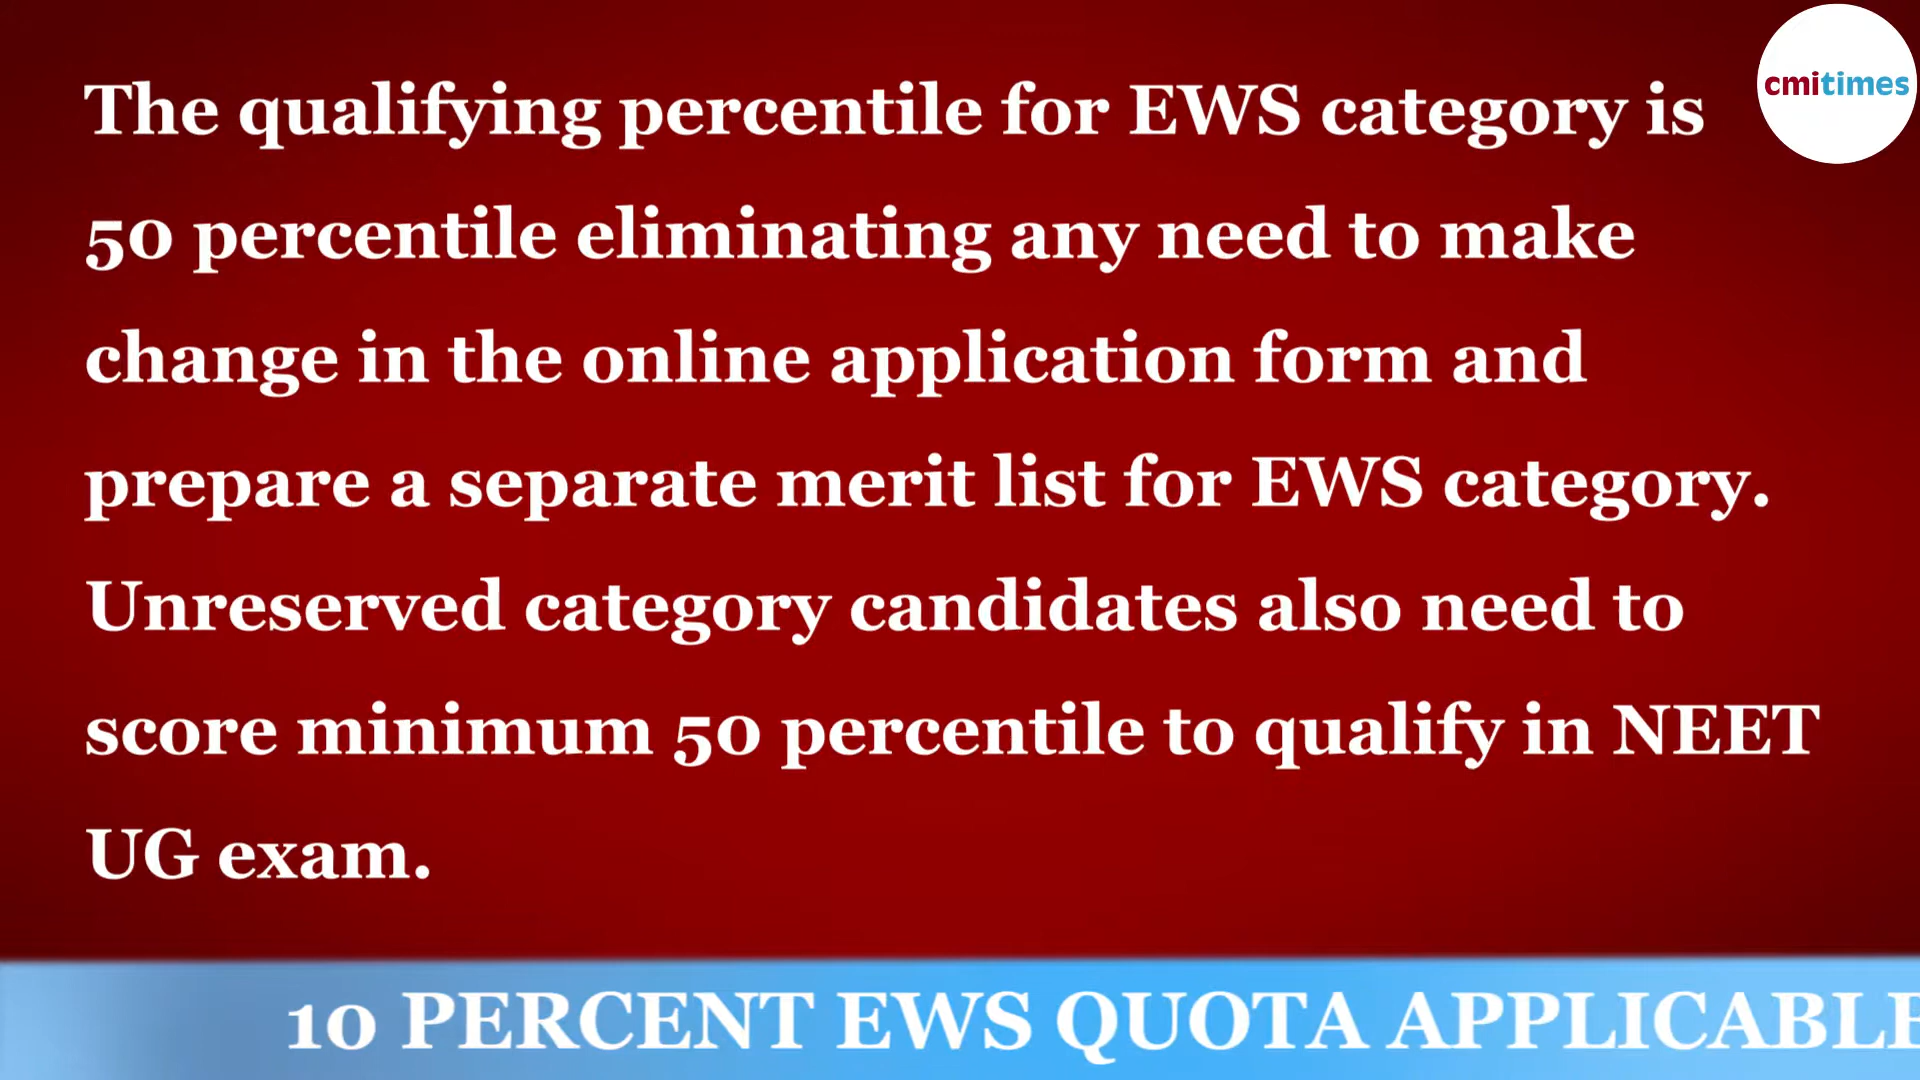 cmitimes
The qualifying percentile for EWS category is
50 percentile eliminating any need to make
change in the online application form and
prepare a separate merit list for EWS category.
Unreserved category candidates also need to
score minimum 50 percentile to qualify in NEET
UG exam.
10 PERCENT EWS QUOTA APPLICABLE